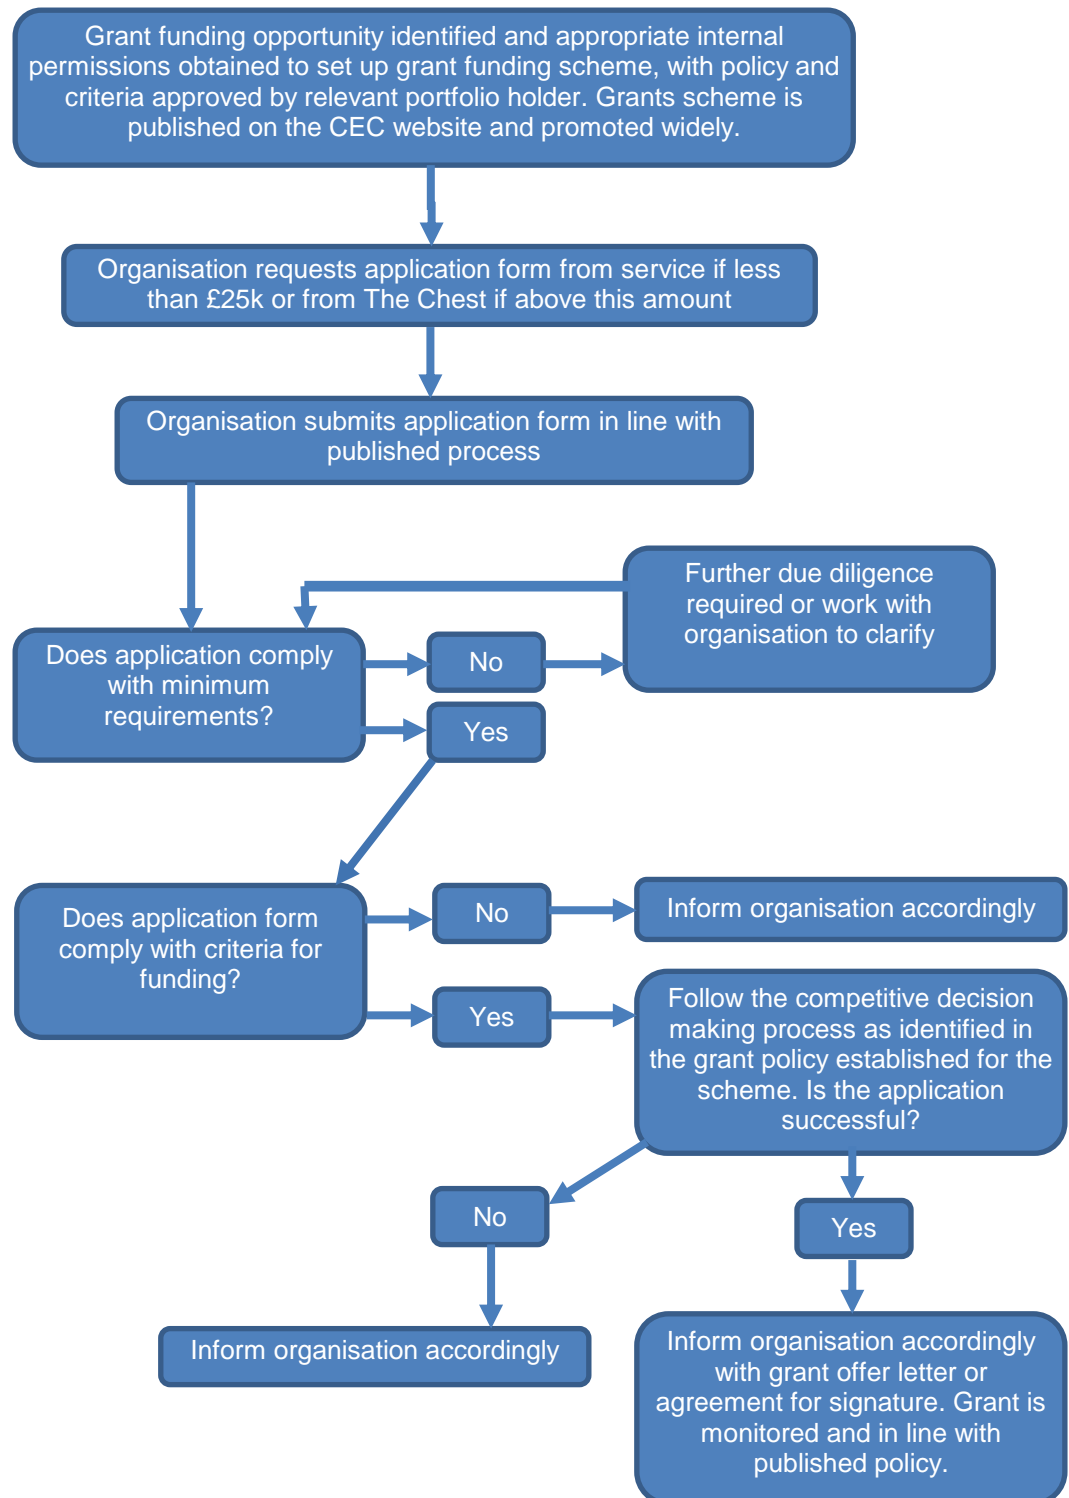 Grant funding opportunity identified and appropriate internal
permissions obtained to set up grant funding scheme, with policy and
criteria approved by relevant portfolio holder. Grants scheme is
published on the CEC website and promoted widely.
Organisation requests application form from service if less
than £25k or from The Chest if above this amount
Organisation submits application form in line with
published process
Further due diligence
required or work with
organisation to clarify
Does application comply
with minimum
requirements?
No
Yes
Does application form
comply with criteria for
funding?
No
Inform organisation accordingly
Yes
Follow the competitive decision
making process as identified in
the grant policy established for the
scheme. Is the application
successful?
No
Yes
Inform organisation accordingly
Inform organisation accordingly
with grant offer letter or
agreement for signature. Grant is
monitored and in line with
published policy.